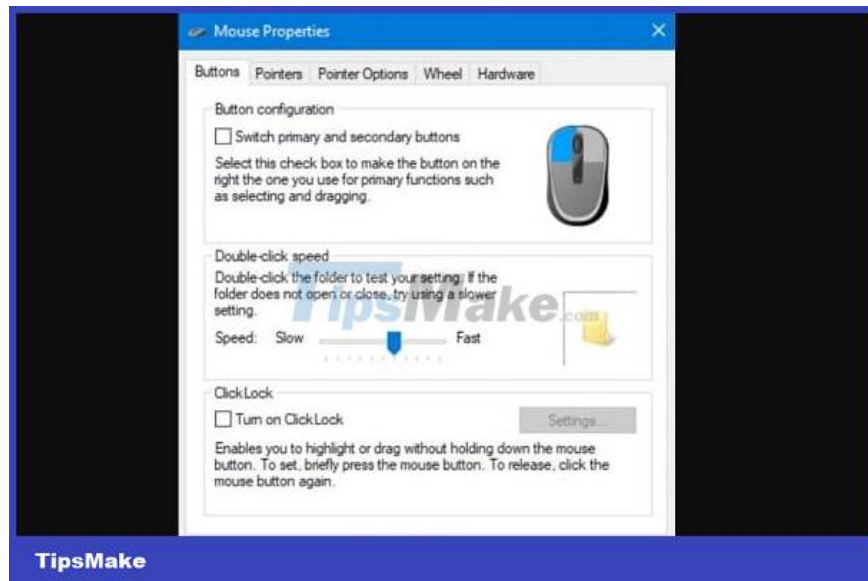 Mouse Properties
Buttons Pointers Pointer Options Wheel Hardware
Button configuration
Switch primary and secondary buttons
Select this check box to make the button on the
right the one you use for primary functions such
as selecting and dragging.
Double-click speed
Double-click the folder to test your setting. If the
folder does not open or close, try using a slower
setting.
TipsMake.com
Speed: Slow Fast
ClickLock
Turn on ClickLock Settings...
Enables you to highlight or drag without holding down the mouse
button. To set, briefly press the mouse button. To release, click the
mouse button again.
TipsMake